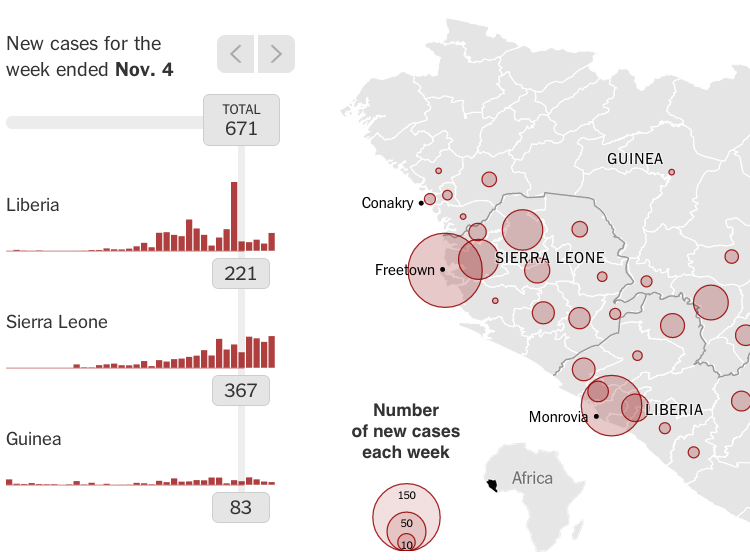 New cases for the
week ended Nov. 4
TOTAL
671
Liberia
221
Sierra Leone
367
Guinea
83
GUINEA
Conakry
SIERRA LEONE
Freetown
Monrovia
LIBERIA
Number
of new cases
each week
150
50
10
Africa